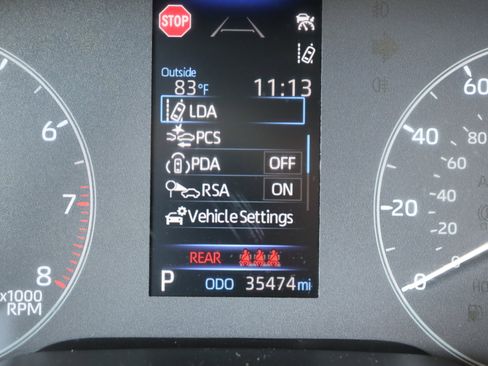 STOP
Outside
83°F 11:13
LDA
PCS
PDA OFF
RSA ON
Vehicle Settings
REAR
P ODO 35474 mi
6
7
8
x1000
RPM
60
80
40
60
20
40
20
0
0